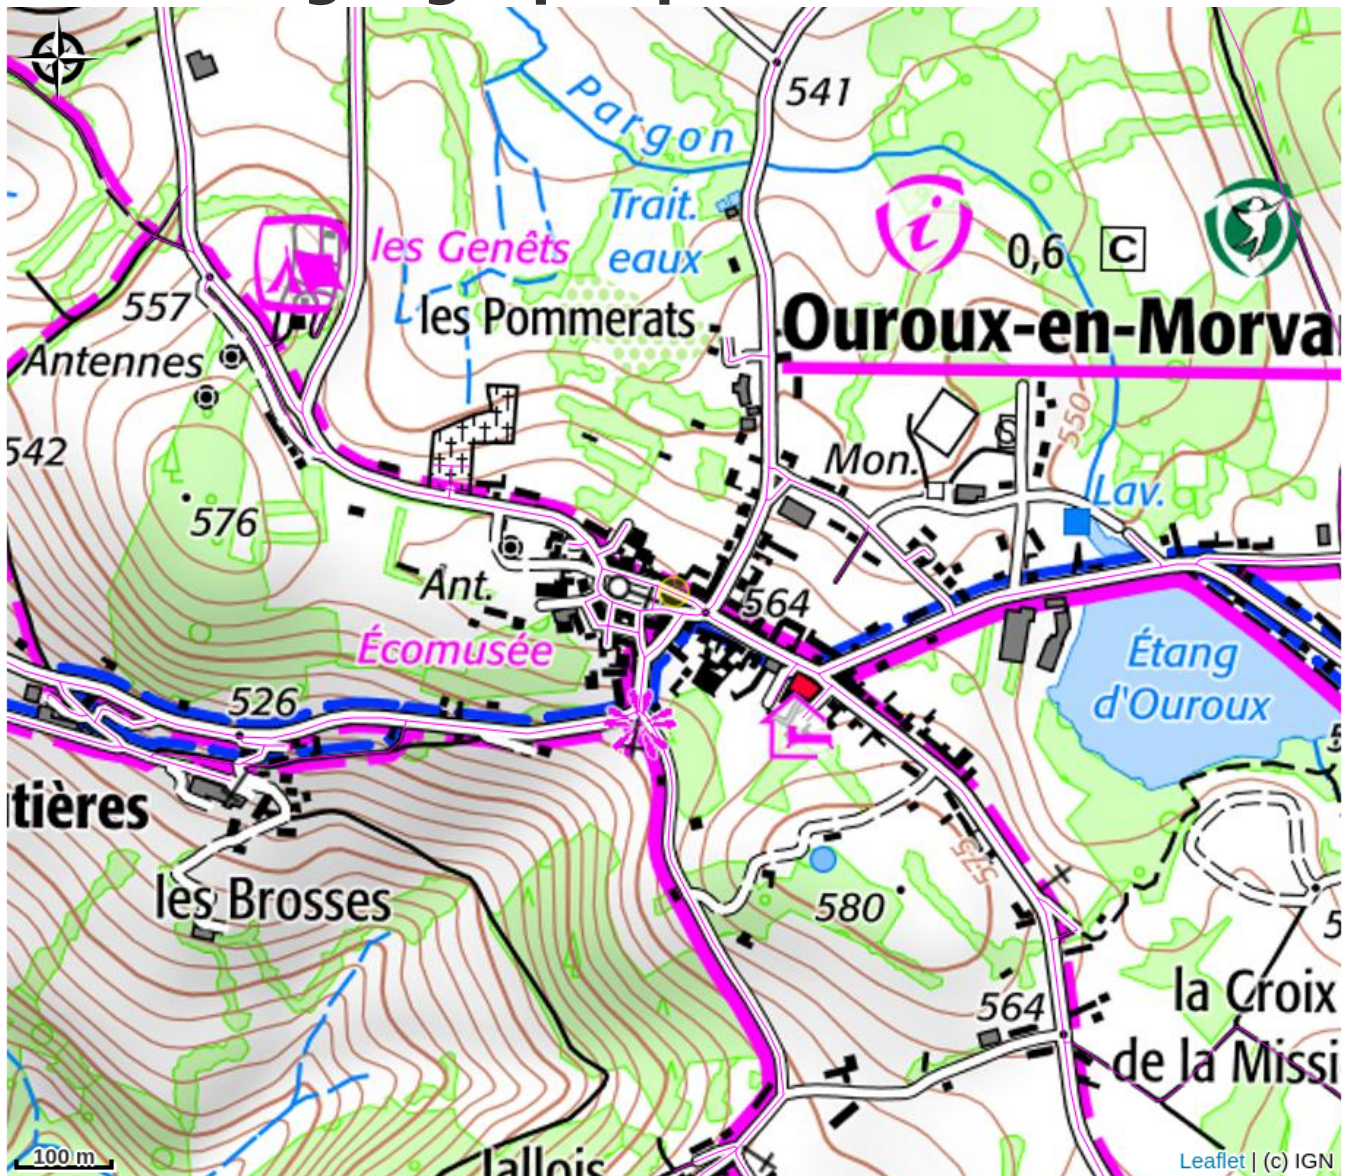 541
Pargon
Trait.
eaux
les Genêts
0,6 C
i
557
les Pommerats
Ouroux-en-Morva
Antennes
550
542
Mon.
S
Lav.
576
Ant.
564
Écomusée
Étang
d'Ouroux
526
tières
575
les Brosses
580
5
564
la Croix
de la Missi
Jallois
100 m
Leaflet | (c) IGN